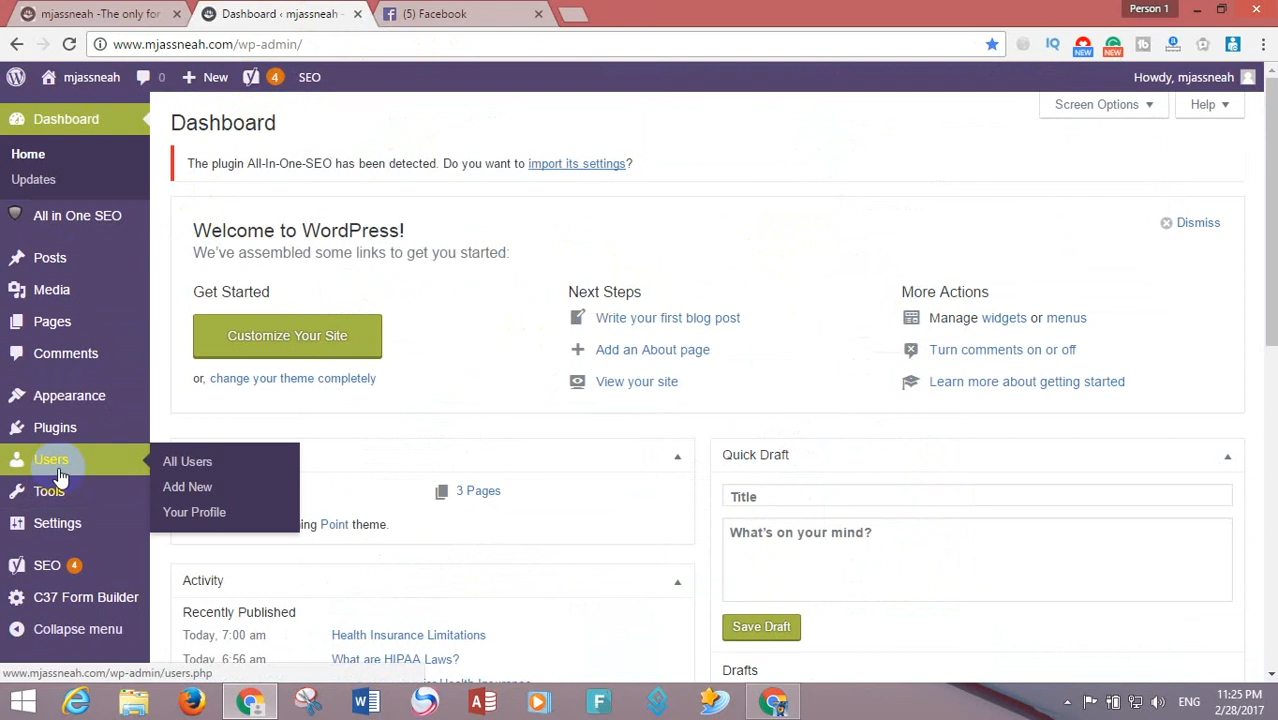 mjassneah -The only for
Dashboard ‹ mjassneah -
(5) Facebook
Person 1
www.mjassneah.com/wp-admin/
NEW
NEW
mjassneah
0
New
4
SEO
Howdy, mjassneah
Dashboard
Home
Updates
All in One SEO
Posts
Media
Pages
Comments
Appearance
Plugins
Users
Tools
Settings
SEO 4
C37 Form Builder
Collapse menu
All Users
Add New
Your Profile
Screen Options
Help
Dashboard
The plugin All-In-One-SEO has been detected. Do you want to import its settings?
Welcome to WordPress!
We've assembled some links to get you started:
Dismiss
Get Started
Customize Your Site
or, change your theme completely
Next Steps
Write your first blog post
Add an About page
View your site
More Actions
Manage widgets or menus
Turn comments on or off
Learn more about getting started
3 Pages
Point theme.
Activity
Recently Published
Today, 7:00 am Health Insurance Limitations
Today, 6:56 am What are HIPAA Laws?
Quick Draft
Title
What's on your mind?
Save Draft
Drafts
www.mjassneah.com/wp-admin/users.php
ENG
11:25 PM
2/28/2017